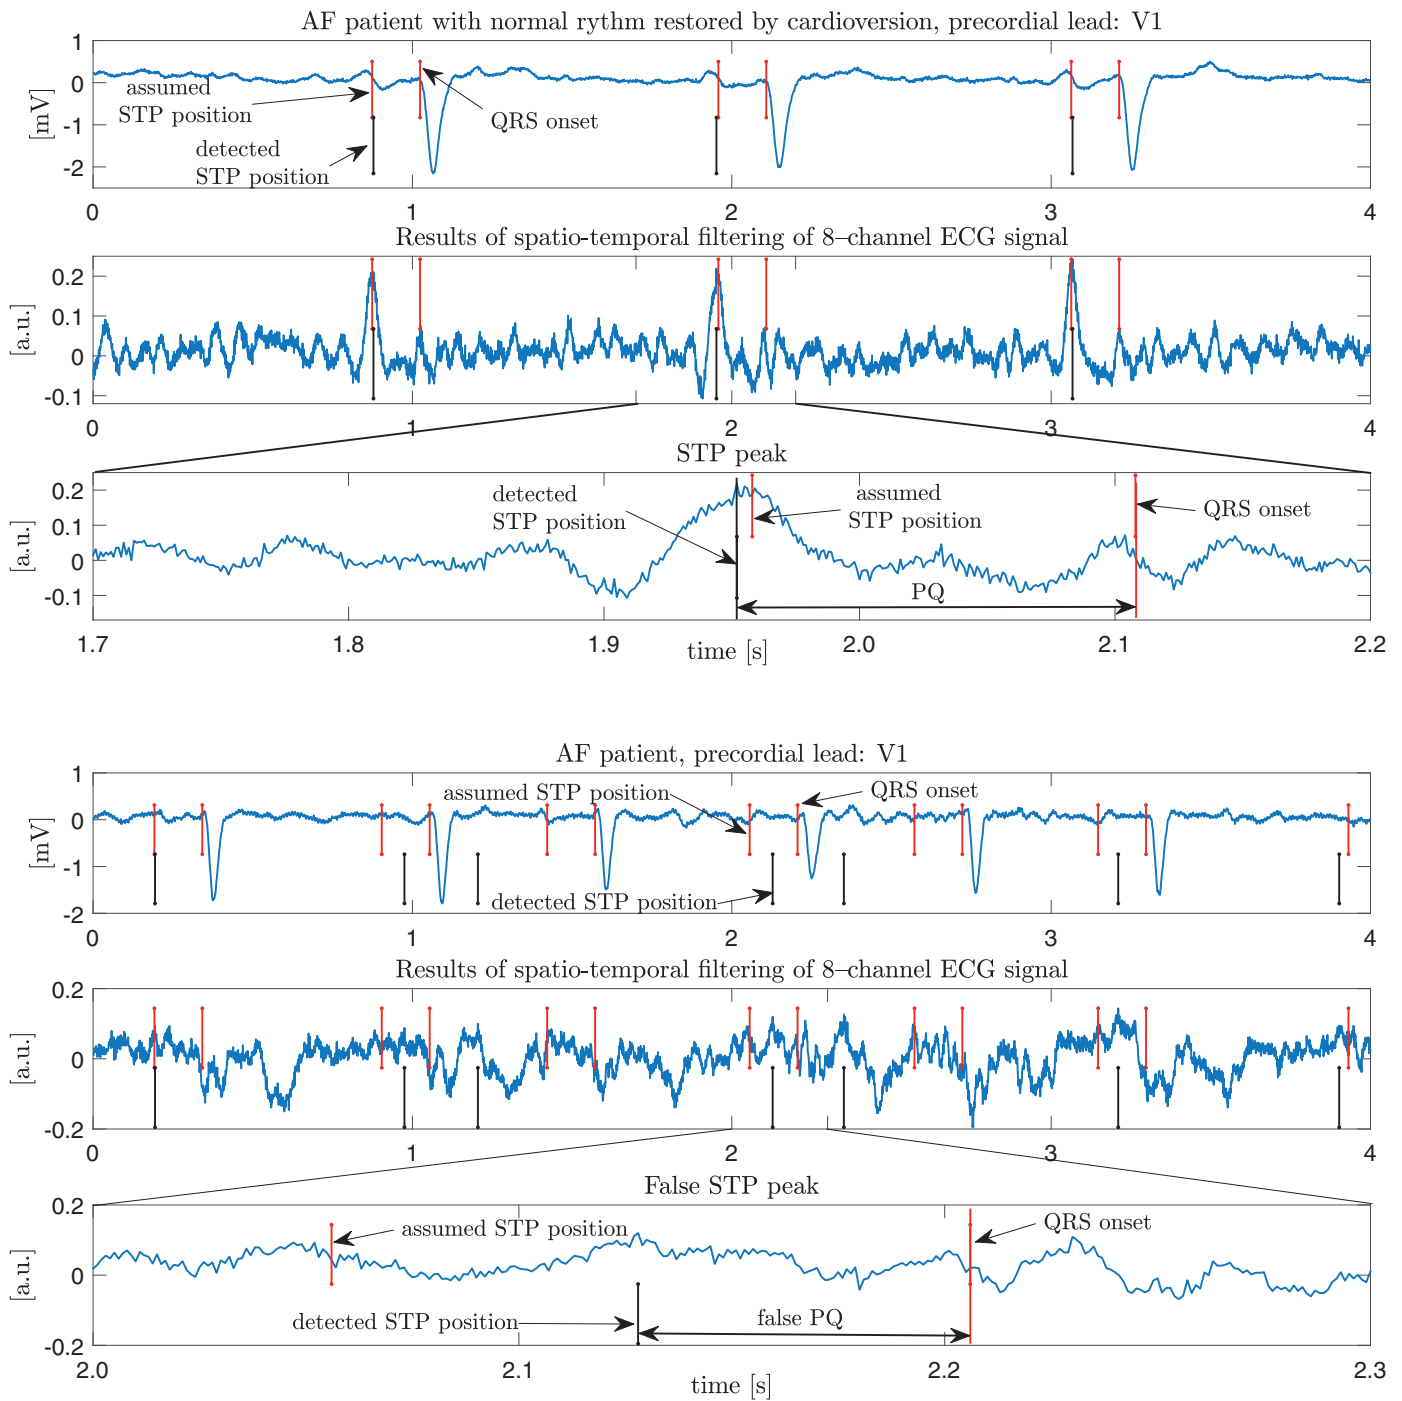 AF patient with normal rythm restored by cardioversion, precordial lead: V1
1
0
-1
-2
[mV]
assumed
STP position
QRS onset
detected
STP position
0 1 2 3 4
Results of spatio-temporal filtering of 8–channel ECG signal
0.2
0.1
0
-0.1
[a.u.]
0 1 2 3 4
STP peak
0.2
0.1
0
-0.1
[a.u.]
detected
STP position
assumed
STP position
QRS onset
PQ
1.7 1.8 1.9 2.0 2.1 2.2
time [s]
AF patient, precordial lead: V1
1
0
-1
-2
[mV]
assumed STP position
QRS onset
detected STP position
0 1 2 3 4
Results of spatio-temporal filtering of 8–channel ECG signal
0.2
0
-0.2
[a.u.]
0 1 2 3 4
False STP peak
0.2
0
-0.2
[a.u.]
assumed STP position
QRS onset
detected STP position
false PQ
2.0 2.1 2.2 2.3
time [s]